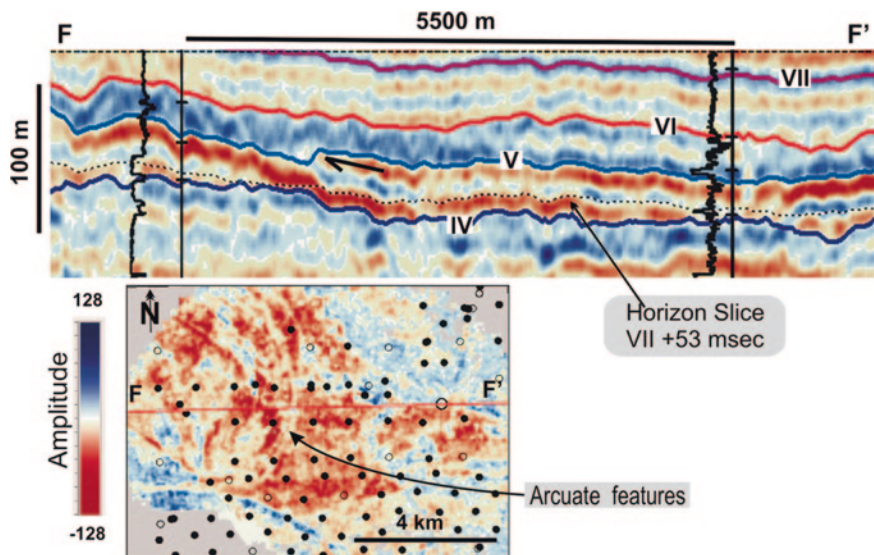 5500 m
F
F’
VII
VI
V
IV
100 m
Horizon Slice
VII +53 msec
128
Amplitude
-128
N
F
F’
Arcuate features
4 km